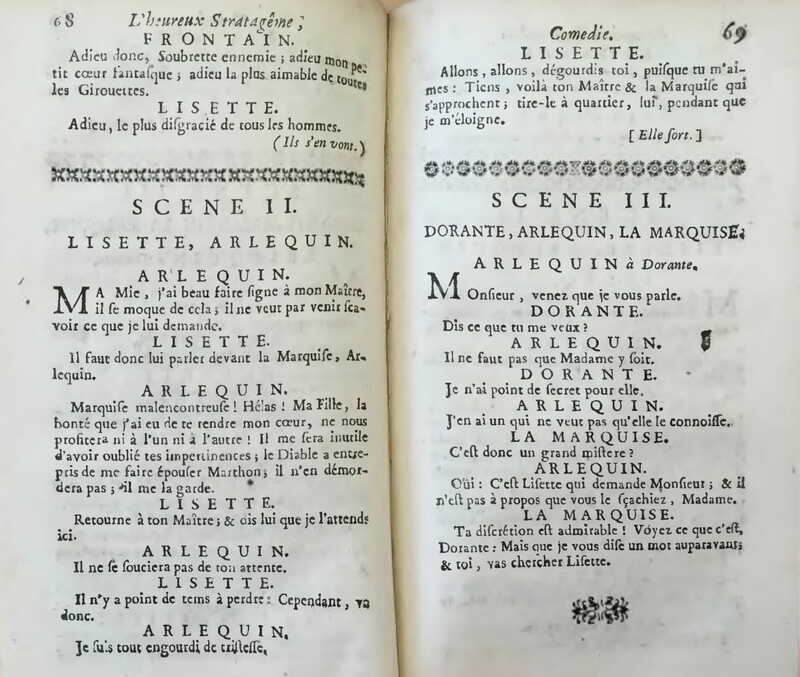 68 L'heureux Stratagême ;
FRONTAIN.
Adieu donc, Soubrette ennemie ; adieu mon pe-
tit cœur fantaſque ; adieu la plus aimable de toutes
les Girouettes.
LISETTE.
Adieu, le plus diſgracié de tous les hommes.
(Ils s'en vont.)
SCENE II.
LISETTE, ARLEQUIN.
ARLEQUIN.
MA Mie, j'ai beau faire ſigne à mon Maître,
il ſe moque de cela ; il ne veut par venir ſca-
voir ce que je lui demande.
LISETTE.
Il faut donc lui parler devant la Marquiſe, Ar-
lequin.
ARLEQUIN.
Marquiſe malencontreuſe ! Hélas ! Ma Fille, la
bonté que j'ai eu de te rendre mon cœur, ne nous
profitera ni à l'un ni à l'autre ! Il me ſera inutile
d'avoir oublié tes impertinences ; le Diable a entre-
pris de me faire épouſer Marthon ; il n'en démor-
dera pas ; il me la garde.
LISETTE.
Retourne à ton Maître ; & dis lui que je l'attends
ici.
ARLEQUIN.
Il ne ſe ſouciera pas de ton attente.
LISETTE.
Il n'y a point de tems à perdre : Cependant, va
donc.
ARLEQUIN.
Je ſuis tout engourdi de triſteſſe.
Comedie. 69
LISETTE.
Allons, allons, dégourdis toi, puiſque tu m'ai-
mes : Tiens, voilà ton Maître & la Marquiſe qui
s'approchent ; tire-le à quartier, lui, pendant que
je m'éloigne.
[Elle ſort.]
SCENE III.
DORANTE, ARLEQUIN, LA MARQUISE.
ARLEQUIN à Dorante.
MOnſieur, venez que je vous parle.
DORANTE.
Dis ce que tu me veux ?
ARLEQUIN.
Il ne faut pas que Madame y ſoit.
DORANTE.
Je n'ai point de ſecret pour elle.
ARLEQUIN.
J'en ai un qui ne veut pas qu'elle le connoiſſe.
LA MARQUISE.
C'eſt donc un grand miſtere ?
ARLEQUIN.
Oüi : C'eſt Liſette qui demande Monſieur ; & il
n'eſt pas à propos que vous le ſçachiez, Madame.
LA MARQUISE.
Ta diſcrétion eſt admirable ! Voyez ce que c'eſt,
Dorante : Mais que je vous diſe un mot auparavant ;
& toi, vas chercher Liſette.